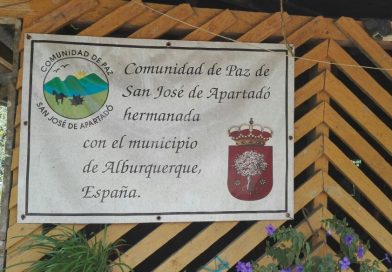 COMUNIDAD DE PAZ
SAN JOSÉ DE APARTADÓ
Comunidad de Paz de
San José de Apartadó
hermanada
con el municipio
de Alburquerque,
España.